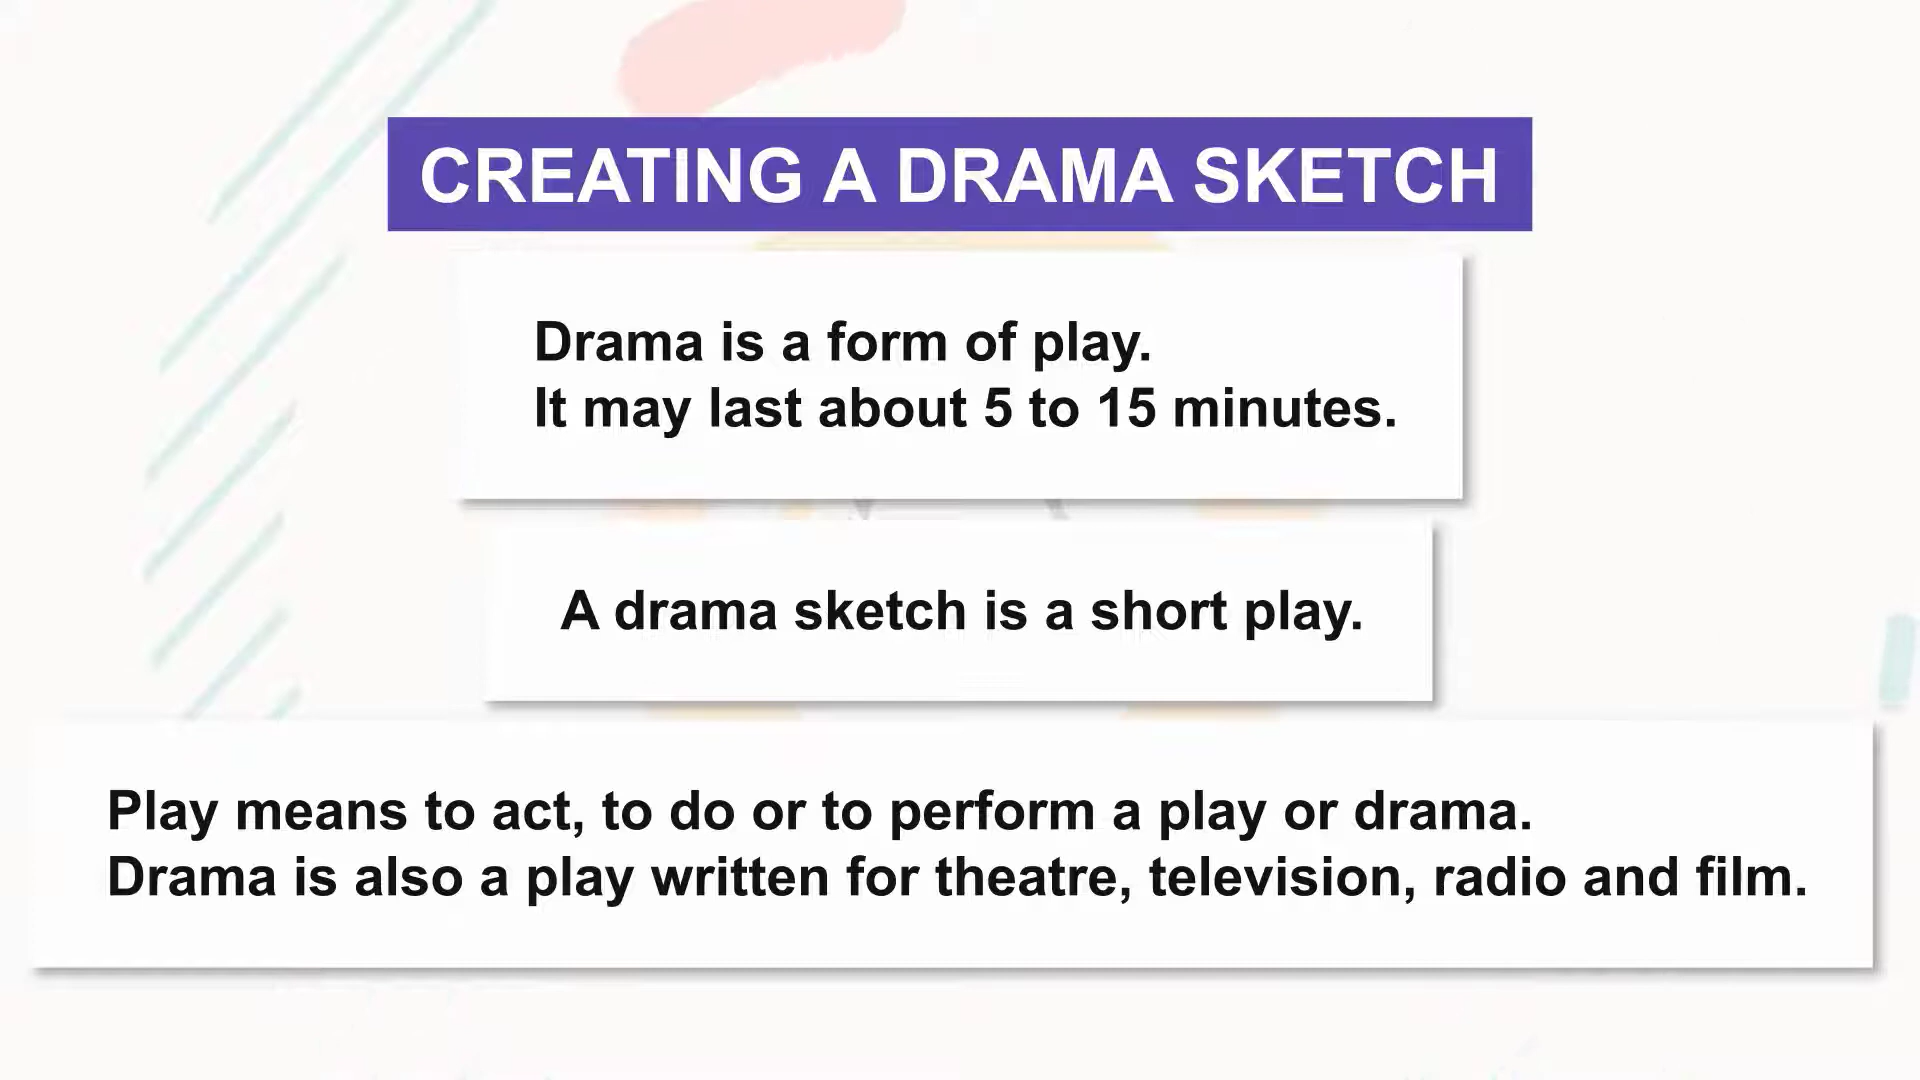 CREATING A DRAMA SKETCH
Drama is a form of play.
It may last about 5 to 15 minutes.
A drama sketch is a short play.
Play means to act, to do or to perform a play or drama.
Drama is also a play written for theatre, television, radio and film.